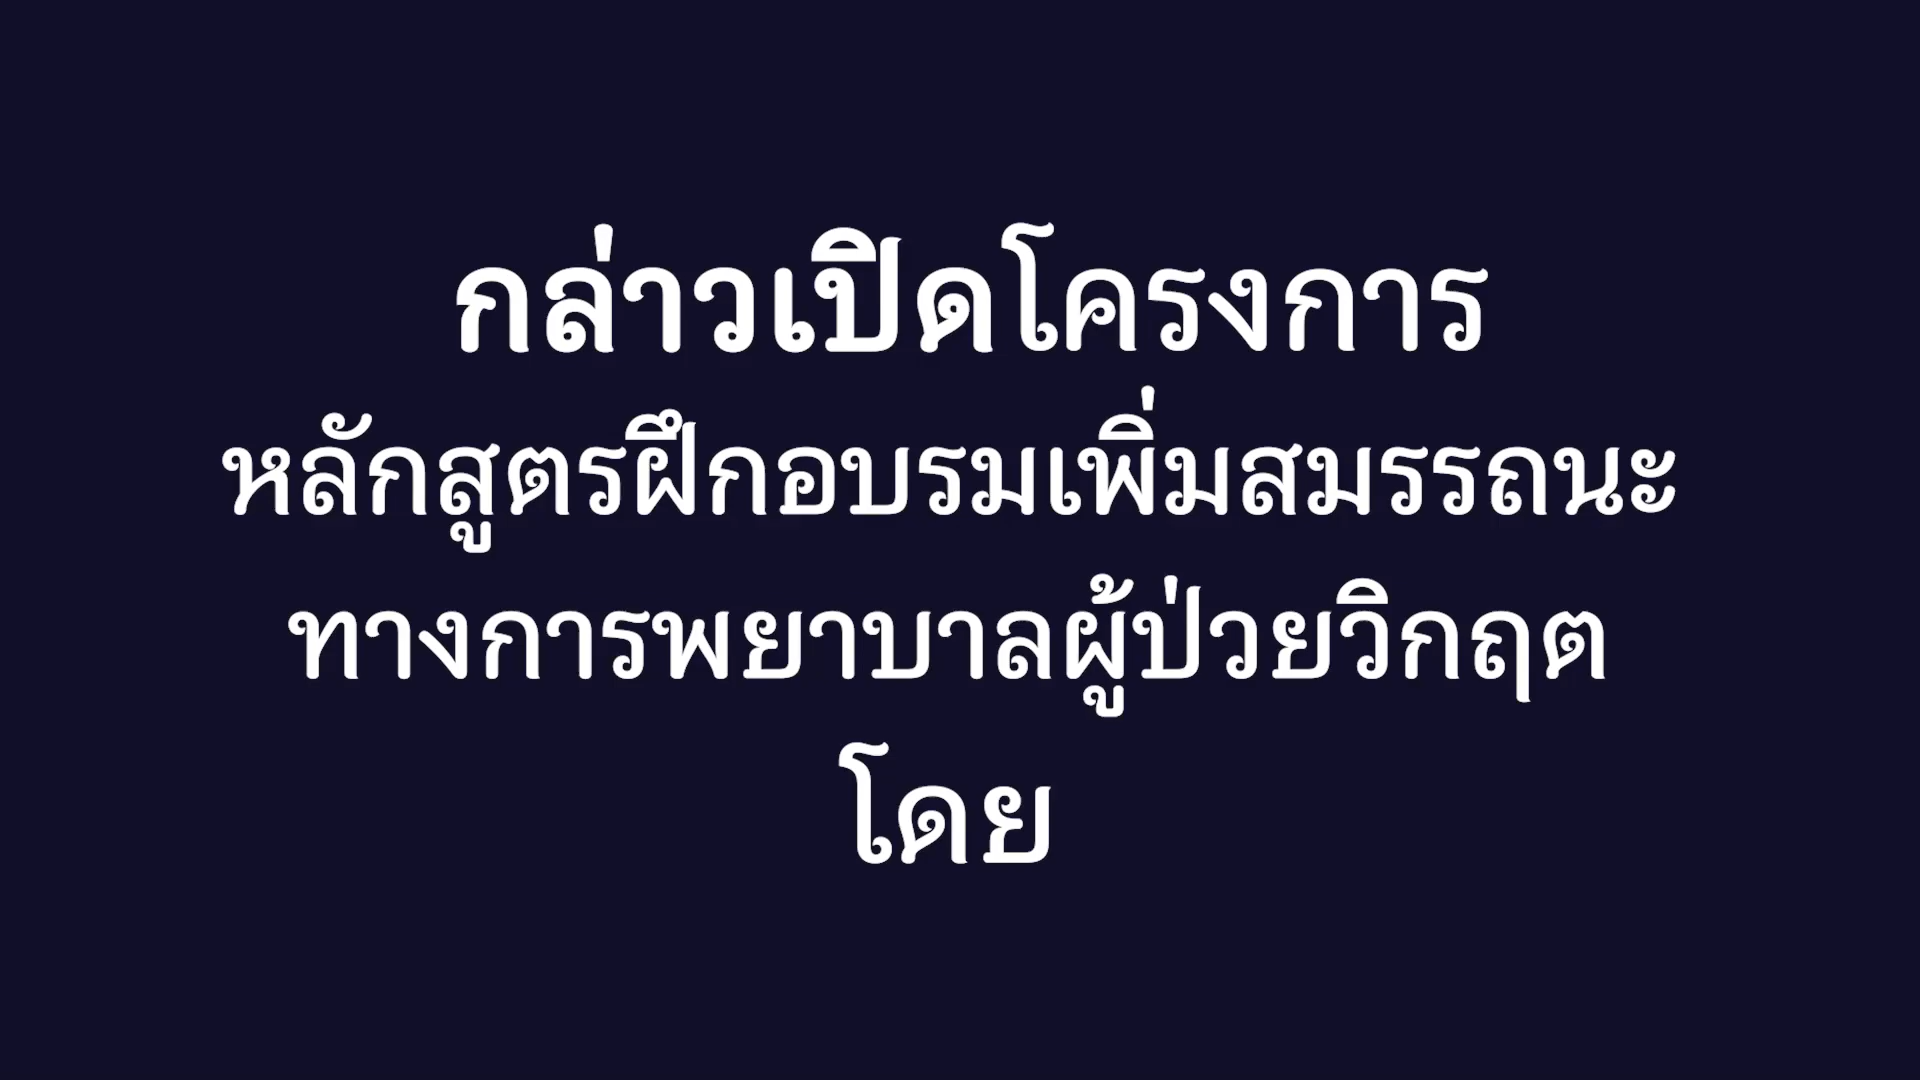 กล่าวเปิดโครงการ
หลักสูตรฝึกอบรมเพิ่มสมรรถนะ
ทางการพยาบาลผู้ป่วยวิกฤต
โดย